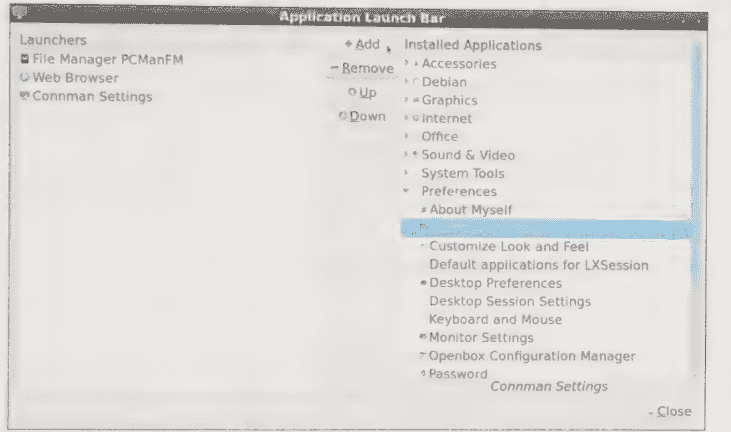 Application Launch Bar
Launchers
File Manager PCManFM
Web Browser
Connman Settings
Add
Remove
Up
Down
Installed Applications
Accessories
Debian
Graphics
Internet
Office
Sound & Video
System Tools
Preferences
About Myself
Customize Look and Feel
Default applications for LXSession
Desktop Preferences
Desktop Session Settings
Keyboard and Mouse
Monitor Settings
Openbox Configuration Manager
Password
Connman Settings
Close